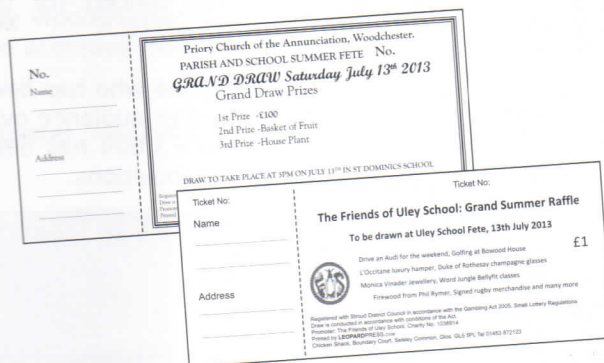 No.
Name
Address
Priory Church of the Annunciation, Woodchester.
PARISH AND SCHOOL SUMMER FETE No.
GRAND DRAW Saturday July 13th 2013
Grand Draw Prizes
1st Prize -£100
2nd Prize -Basket of Fruit
3rd Prize -House Plant
DRAW TO TAKE PLACE AT 3PM ON JULY 13TH IN ST DOMINICS SCHOOL
Ticket No:
Name
Address
Ticket No:
The Friends of Uley School: Grand Summer Raffle
To be drawn at Uley School Fete, 13th July 2013
£1
Drive an Audi for the weekend, Golfing at Bowood House
L'Occitane luxury hamper, Duke of Rothesay champagne glasses
Monica Vinader Jewellery, Word Jungle Bellyfit classes
Firewood from Phil Rymer, Signed rugby merchandise and many more
Registered with Stroud District Council in accordance with the Gambling Act 2005, Small Lottery Regulations
Draw is conducted in accordance with conditions of the Act.
Promoter: The Friends of Uley School. Charity No. 1038914
Printed by LEOPARDPRESS.com
Chicken Shack, Boundary Court, Selsley Common, Glos. GL5 5PL Tel 01453 872123